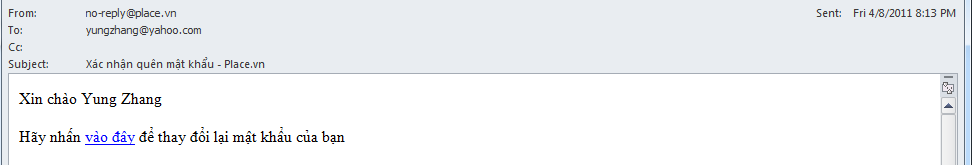 From: no-reply@place.vn Sent: Fri 4/8/2011 8:13 PM
To: yungzhang@yahoo.com
Cc:
Subject: Xác nhận quên mật khẩu - Place.vn
Xin chào Yung Zhang
Hãy nhấn vào đây để thay đổi lại mật khẩu của bạn